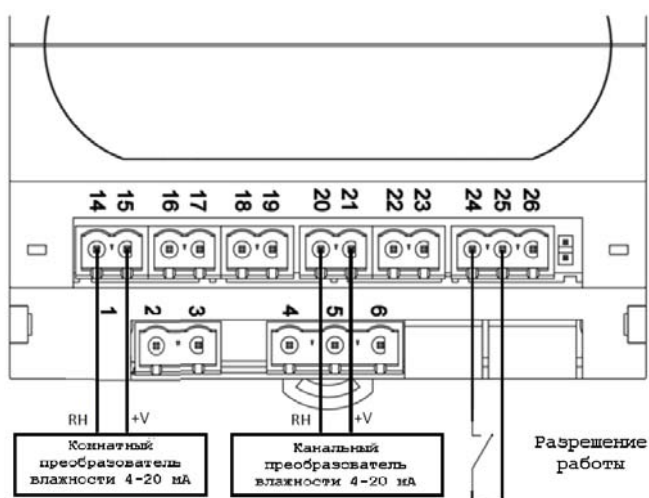 14 15 16 17 18 19 20 21 22 23 24 25 26
1 2 3 4 5 6
RH +V RH +V
Комнатный
преобразователь
влажности 4-20 мА
Канальный
преобразователь
влажности 4-20 мА
Разрешение
работы